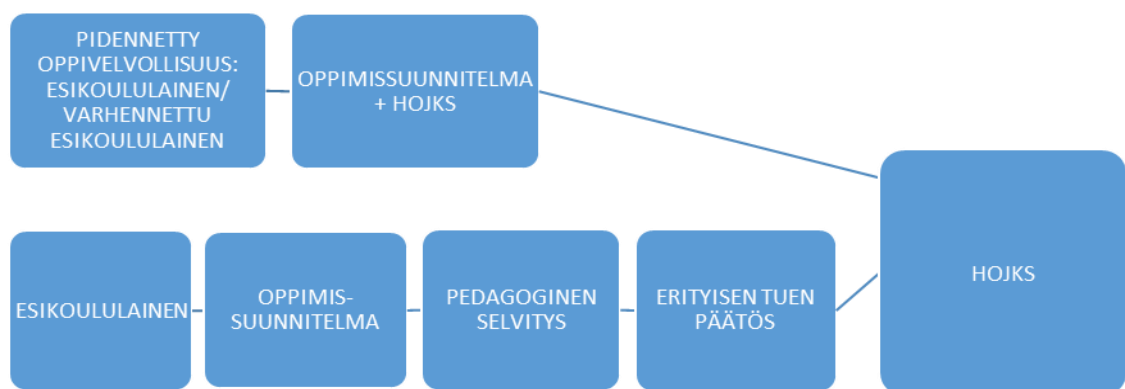 PIDENNETTY
OPPIVELVOLLISUUS:
ESIKOULULAINEN/
VARHENNETTU
ESIKOULULAINEN
OPPIMISSUUNNITELMA
+ HOJKS
ESIKOULULAINEN
OPPIMIS-
SUUNNITELMA
PEDAGOGINEN
SELVITYS
ERITYISEN TUEN
PÄÄTÖS
HOJKS